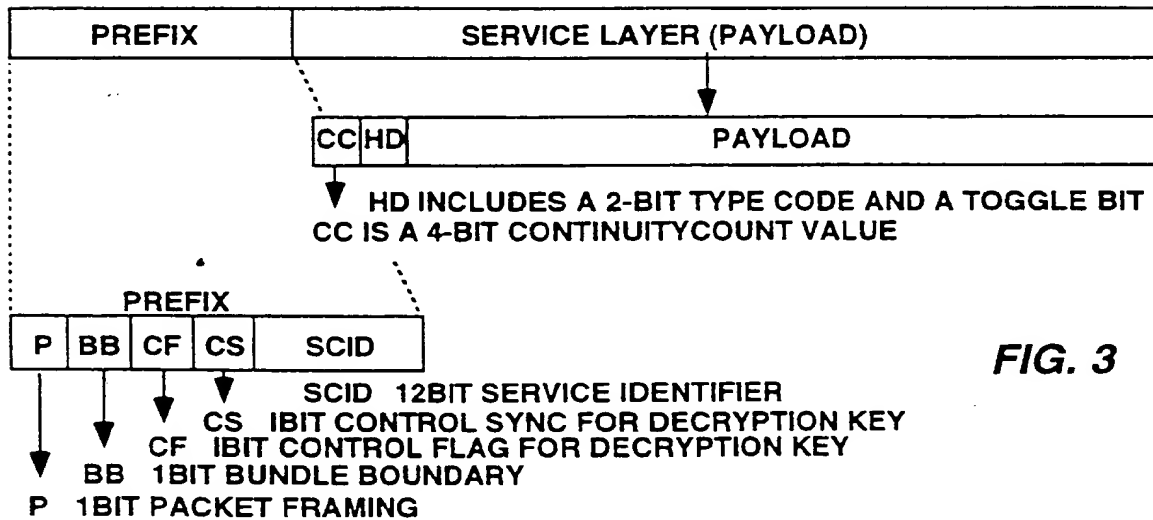 PREFIX SERVICE LAYER (PAYLOAD)
CC HD PAYLOAD
HD INCLUDES A 2-BIT TYPE CODE AND A TOGGLE BIT
CC IS A 4-BIT CONTINUITYCOUNT VALUE
PREFIX
P BB CF CS SCID
FIG. 3
SCID 12BIT SERVICE IDENTIFIER
CS IBIT CONTROL SYNC FOR DECRYPTION KEY
CF IBIT CONTROL FLAG FOR DECRYPTION KEY
BB 1BIT BUNDLE BOUNDARY
P 1BIT PACKET FRAMING